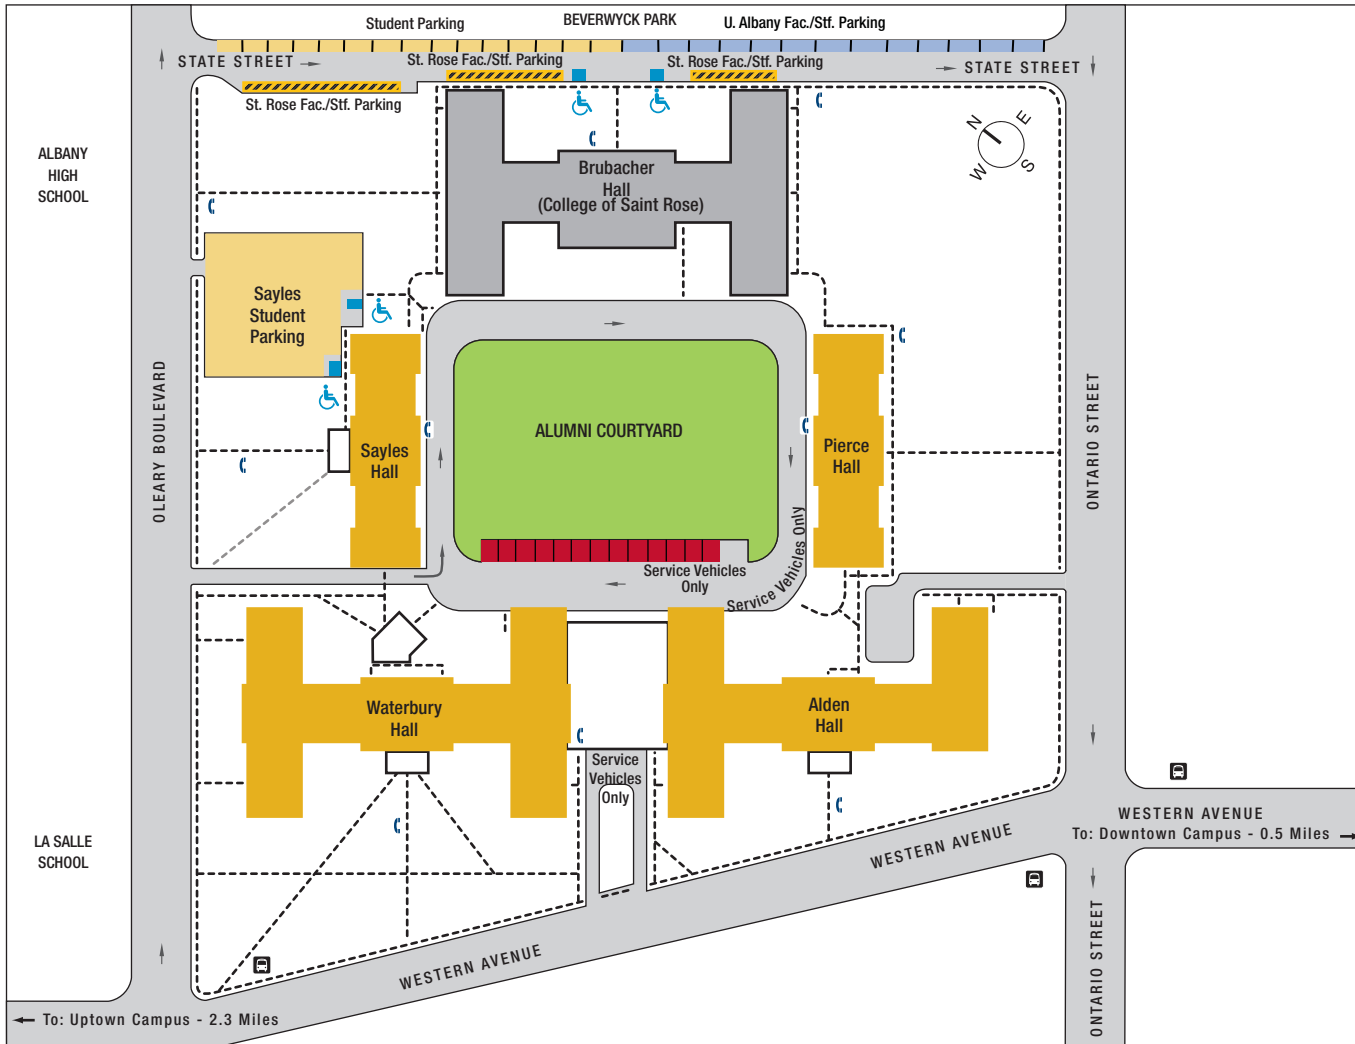 Student Parking
BEVERWYCK PARK
U. Albany Fac./Stf. Parking
STATE STREET
St. Rose Fac./Stf. Parking
St. Rose Fac./Stf. Parking
STATE STREET
St. Rose Fac./Stf. Parking
N
E
W
S
ALBANY
HIGH
SCHOOL
Brubacher
Hall
(College of Saint Rose)
Sayles
Student
Parking
OLEARY BOULEVARD
ONTARIO STREET
ALUMNI COURTYARD
Sayles
Hall
Pierce
Hall
Service Vehicles
Only
Service Vehicles Only
Waterbury
Hall
Alden
Hall
Service
Vehicles
Only
LA SALLE
SCHOOL
WESTERN AVENUE
To: Downtown Campus - 0.5 Miles
WESTERN AVENUE
WESTERN AVENUE
ONTARIO STREET
To: Uptown Campus - 2.3 Miles